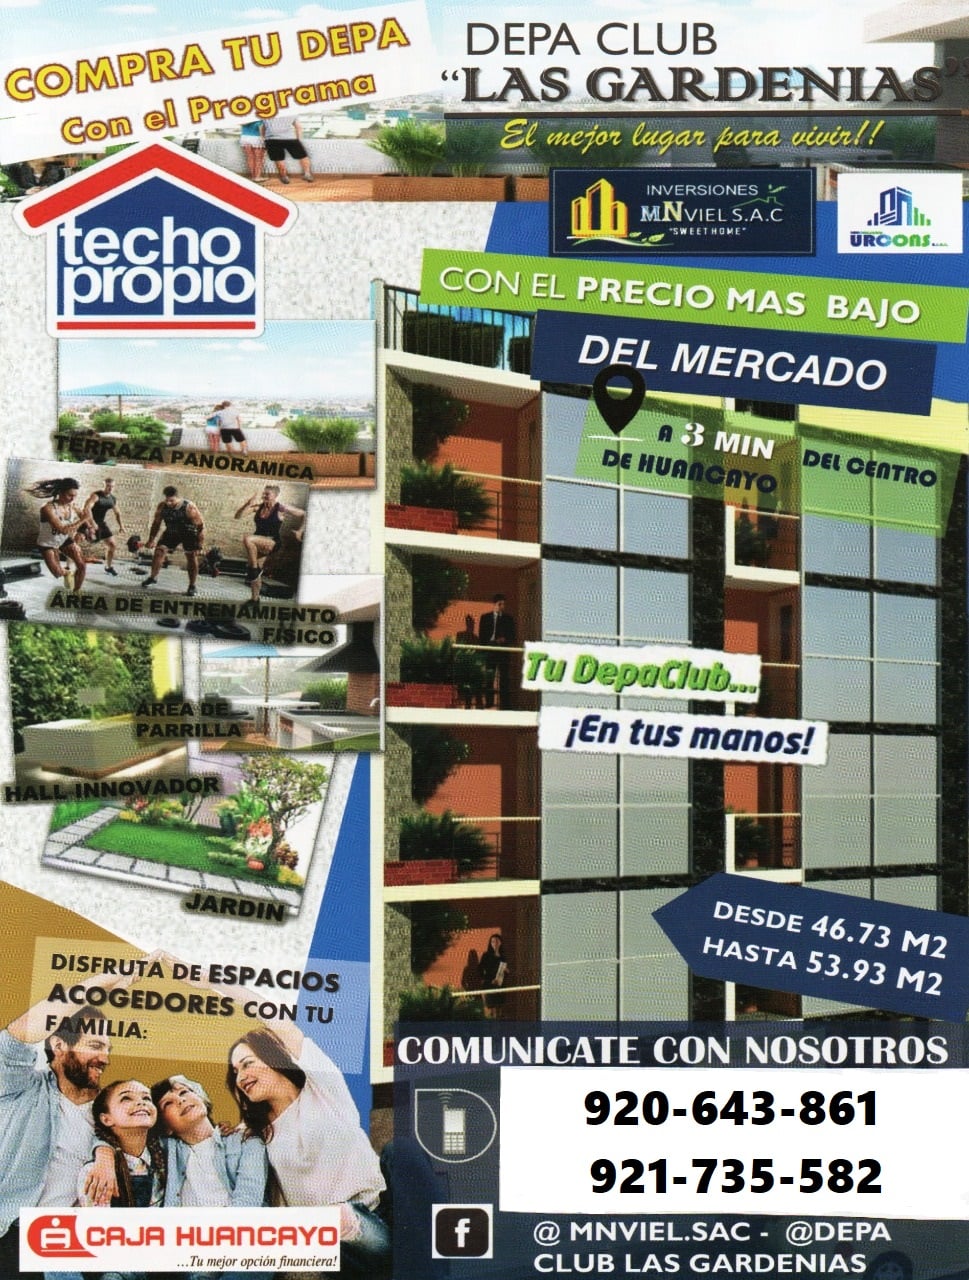 COMPRA TU DEPA
Con el Programa
techo
propio
DEPA CLUB
“LAS GARDENIAS”
El mejor lugar para vivir!!
INVERSIONES
MNVIEL S.A.C
"SWEET HOME"
URCONS
CON EL PRECIO MAS BAJO
DEL MERCADO
A 3 MIN DEL CENTRO
DE HUANCAYO
TERRAZA PANORAMICA
ÁREA DE ENTRENAMIENTO
FÍSICO
ÁREA DE
PARRILLA
HALL INNOVADOR
JARDIN
Tu DepaClub...
¡En tus manos!
DESDE 46.73 M2
HASTA 53.93 M2
DISFRUTA DE ESPACIOS
ACOGEDORES CON TU
FAMILIA:
COMUNICATE CON NOSOTROS
920-643-861
921-735-582
f
@ MNVIEL.SAC - @DEPA
CLUB LAS GARDENIAS
CAJA HUANCAYO
...Tu mejor opción financiera!